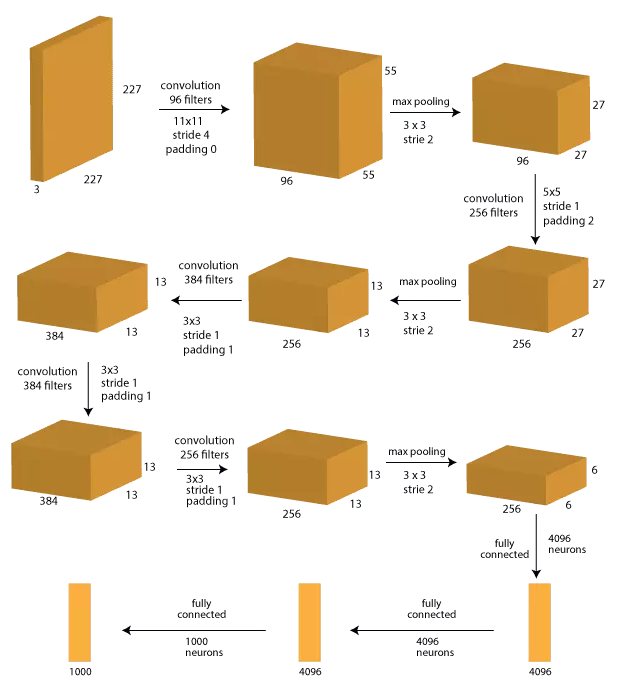 227
227
3
convolution
96 filters
11x11
stride 4
padding 0
55
55
96
max pooling
3 x 3
strie 2
27
27
96
convolution
256 filters
5x5
stride 1
padding 2
27
27
256
max pooling
3 x 3
strie 2
13
13
256
convolution
384 filters
3x3
stride 1
padding 1
13
13
384
convolution
384 filters
3x3
stride 1
padding 1
13
13
384
convolution
256 filters
3x3
stride 1
padding 1
13
13
256
max pooling
3 x 3
strie 2
6
6
256
fully
connected
4096
neurons
4096
fully
connected
4096
neurons
4096
fully
connected
1000
neurons
1000